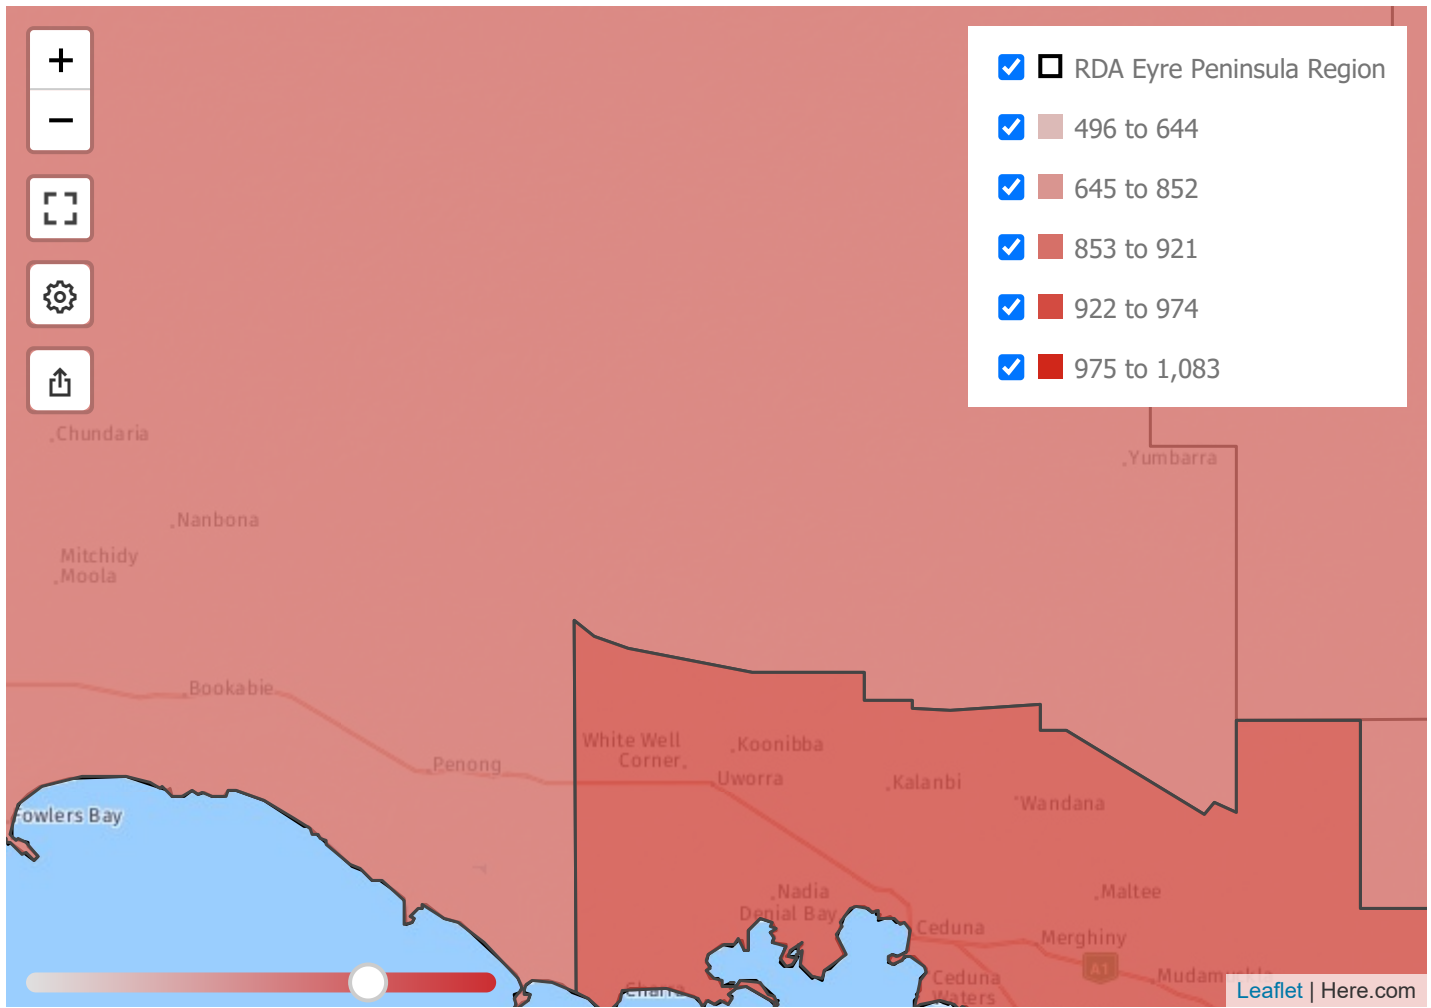 +
−
RDA Eyre Peninsula Region
496 to 644
645 to 852
853 to 921
922 to 974
975 to 1,083
Chundaria
Yumbarra
Nanbona
Mitchidy
Moola
Bookabie
White Well
Corner
Koonibba
Penong
Uworra
Kalanbi
Wandana
Fowlers Bay
Nadia
Maltee
Denial Bay
Ceduna
Merghiny
A1
Mudamuckla
Ceduna
Waters
Charra
Leaflet | Here.com